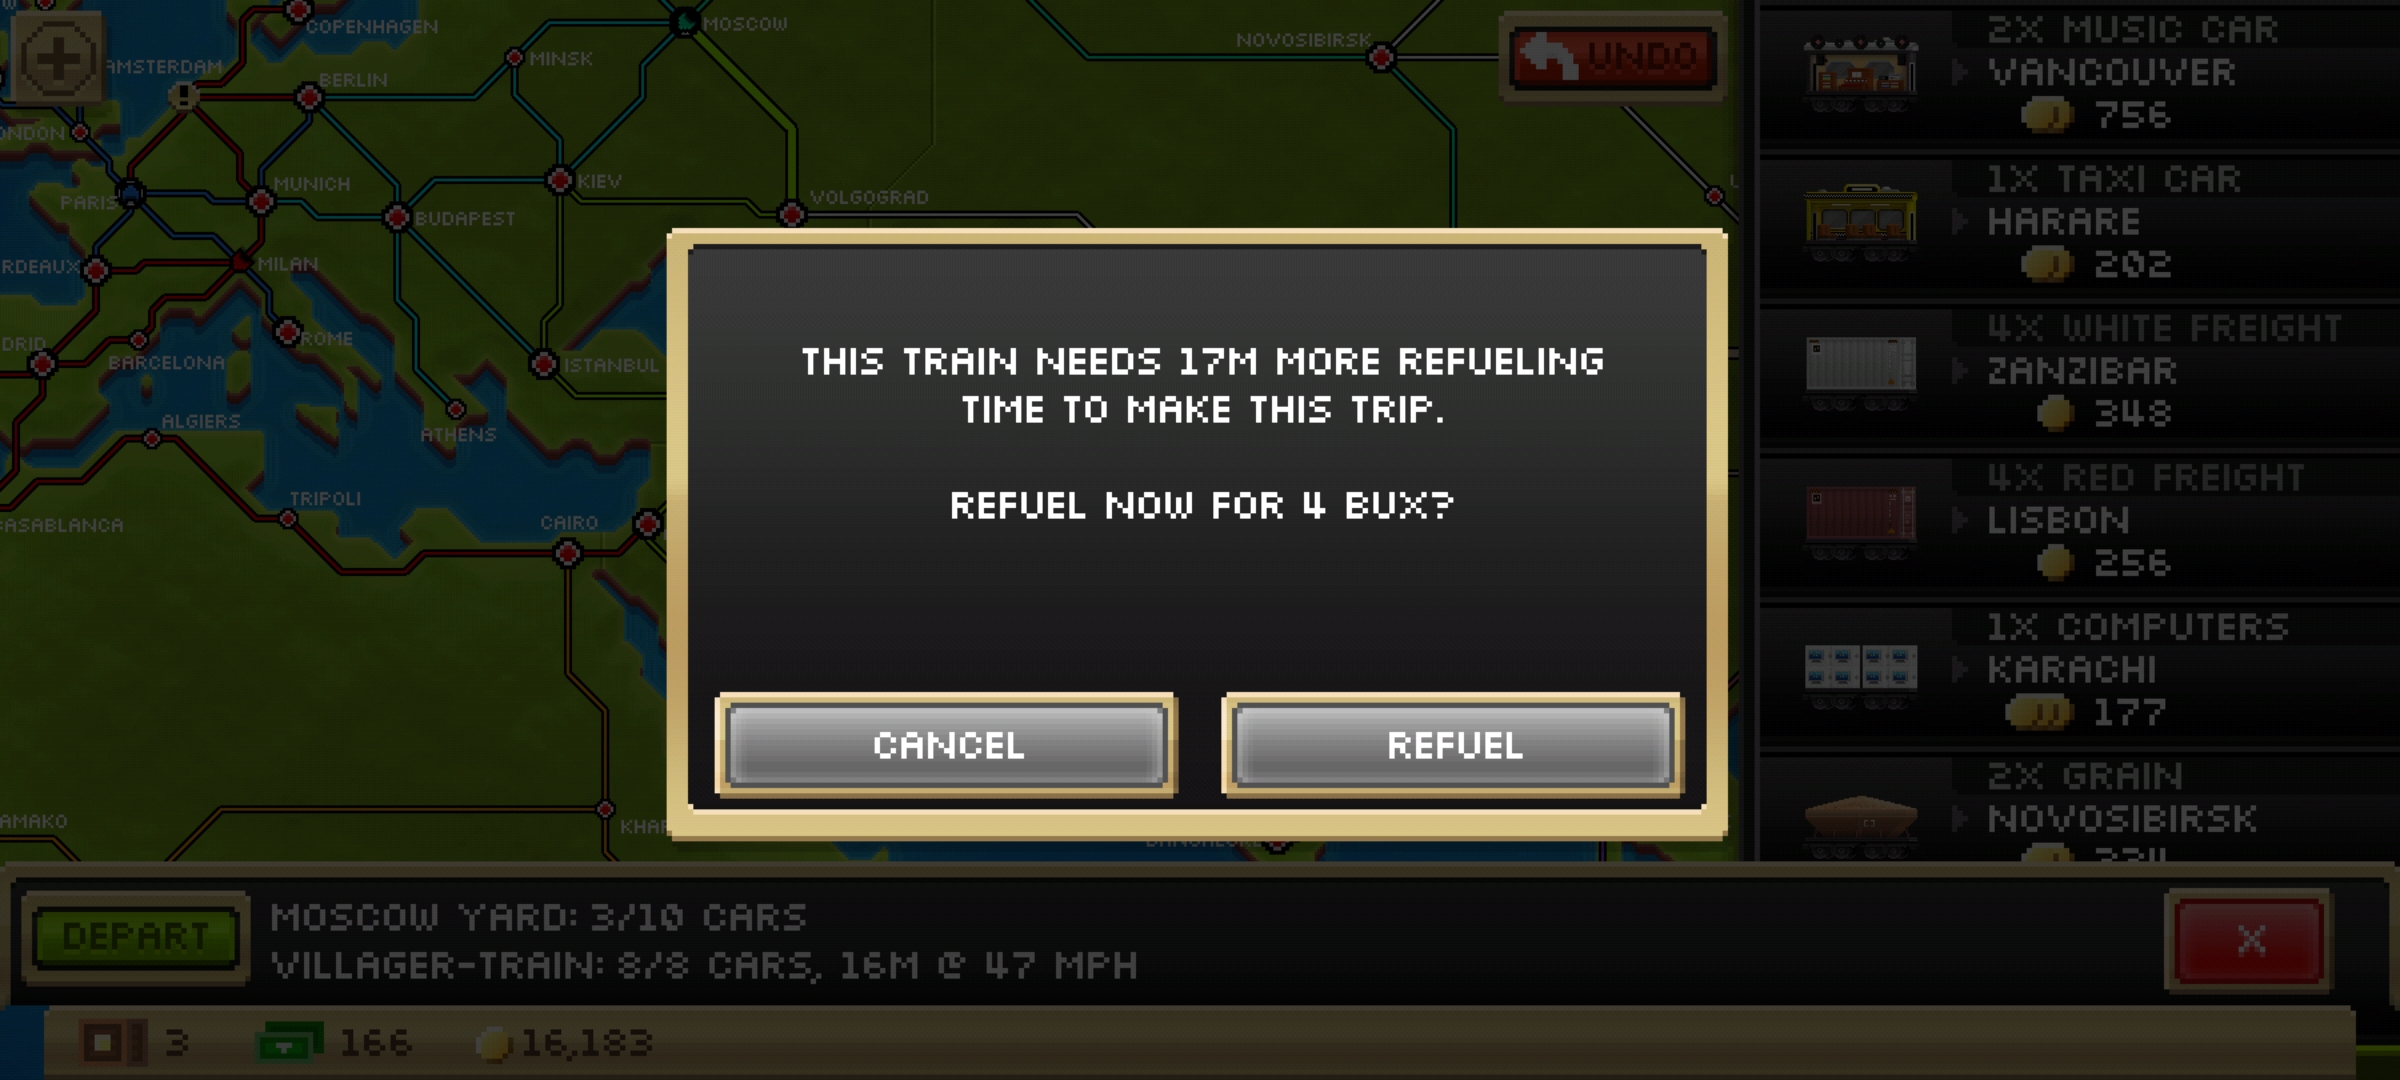 COPENHAGEN
MOSCOW
AMSTERDAM
MINSK
NOVOSIBIRSK
UNDO
BERLIN
MUNICH
KIEV
PARIS
BUDAPEST
VOLGOGRAD
MILAN
ROME
BARCELONA
ISTANBUL
ALGIERS
ATHENS
TRIPOLI
CAIRO
THIS TRAIN NEEDS 17M MORE REFUELING
TIME TO MAKE THIS TRIP.
REFUEL NOW FOR 4 BUX?
CANCEL
REFUEL
2X MUSIC CAR
VANCOUVER
756
1X TAXI CAR
HARARE
202
4X WHITE FREIGHT
ZANZIBAR
348
4X RED FREIGHT
LISBON
256
1X COMPUTERS
KARACHI
177
2X GRAIN
NOVOSIBIRSK
DEPART
MOSCOW YARD: 3/10 CARS
VILLAGER-TRAIN: 8/8 CARS, 16M @ 47 MPH
X
3
166
16,183